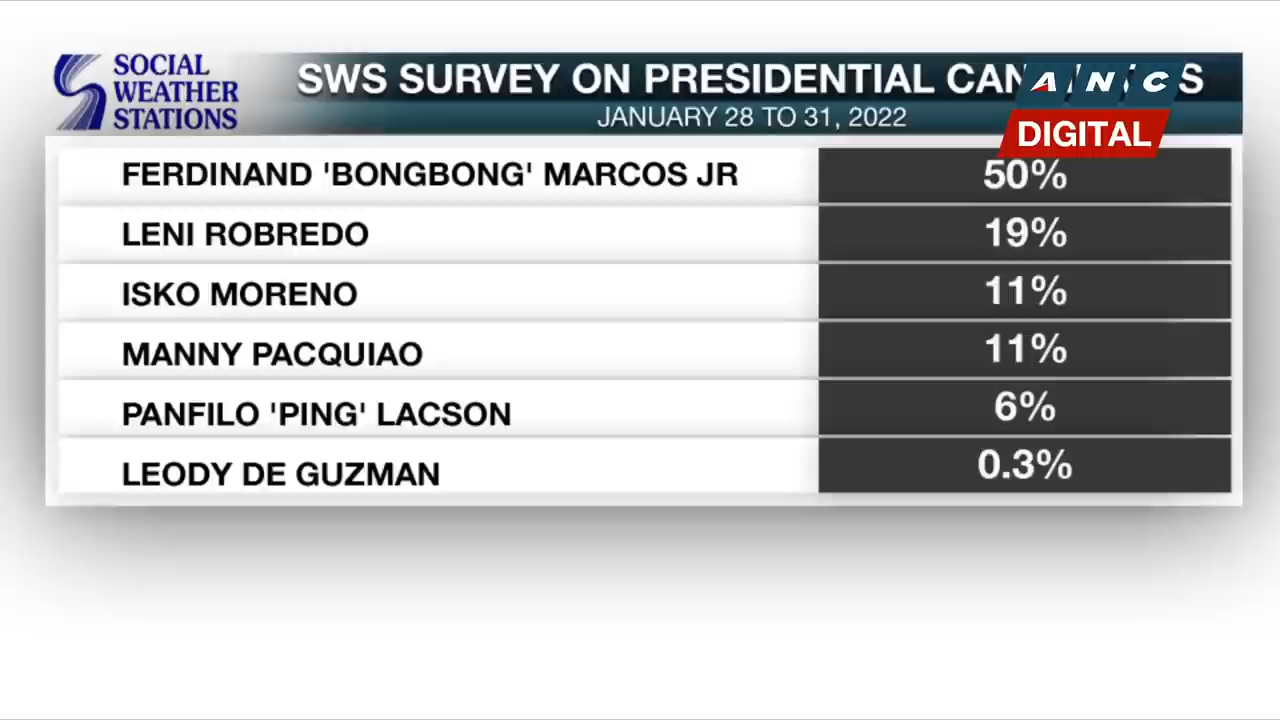 SOCIAL
WEATHER
STATIONS
SWS SURVEY ON PRESIDENTIAL
JANUARY 28 TO 31, 2022
ANC
DIGITAL
FERDINAND 'BONGBONG' MARCOS JR 50%
LENI ROBREDO 19%
ISKO MORENO 11%
MANNY PACQUIAO 11%
PANFILO 'PING' LACSON 6%
LEODY DE GUZMAN 0.3%